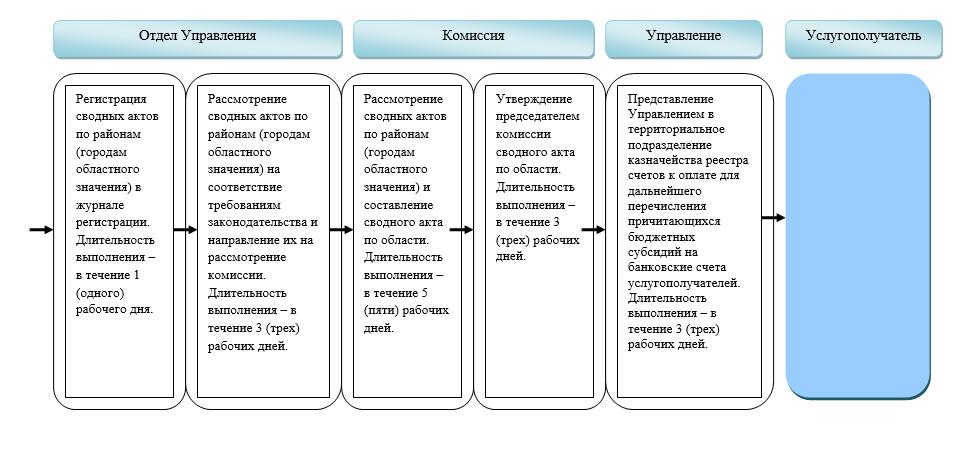 Отдел Управления
Комиссия
Управление
Услугополучатель
Регистрация
сводных актов
по районам
(городам
областного
значения) в
журнале
регистрации.
Длительность
выполнения –
в течение 1
(одного)
рабочего дня.
Рассмотрение
сводных актов по
районам (городам
областного
значения) на
соответствие
требованиям
законодательства и
направление их на
рассмотрение
комиссии.
Длительность
выполнения – в
течение 3 (трех)
рабочих дней.
Рассмотрение
сводных актов
по районам
(городам
областного
значения) и
составление
сводного акта
по области.
Длительность
выполнения –
в течение 5
(пяти) рабочих
дней.
Утверждение
председателем
комиссии
сводного акта
по области.
Длительность
выполнения –
в течение 3
(трех) рабочих
дней.
Представление
Управлением в
территориальное
подразделение
казначейства реестра
счетов к оплате для
дальнейшего
перечисления
причитающихся
бюджетных
субсидий на
банковские счета
услугополучателей.
Длительность
выполнения – в
течение 3 (трех)
рабочих дней.